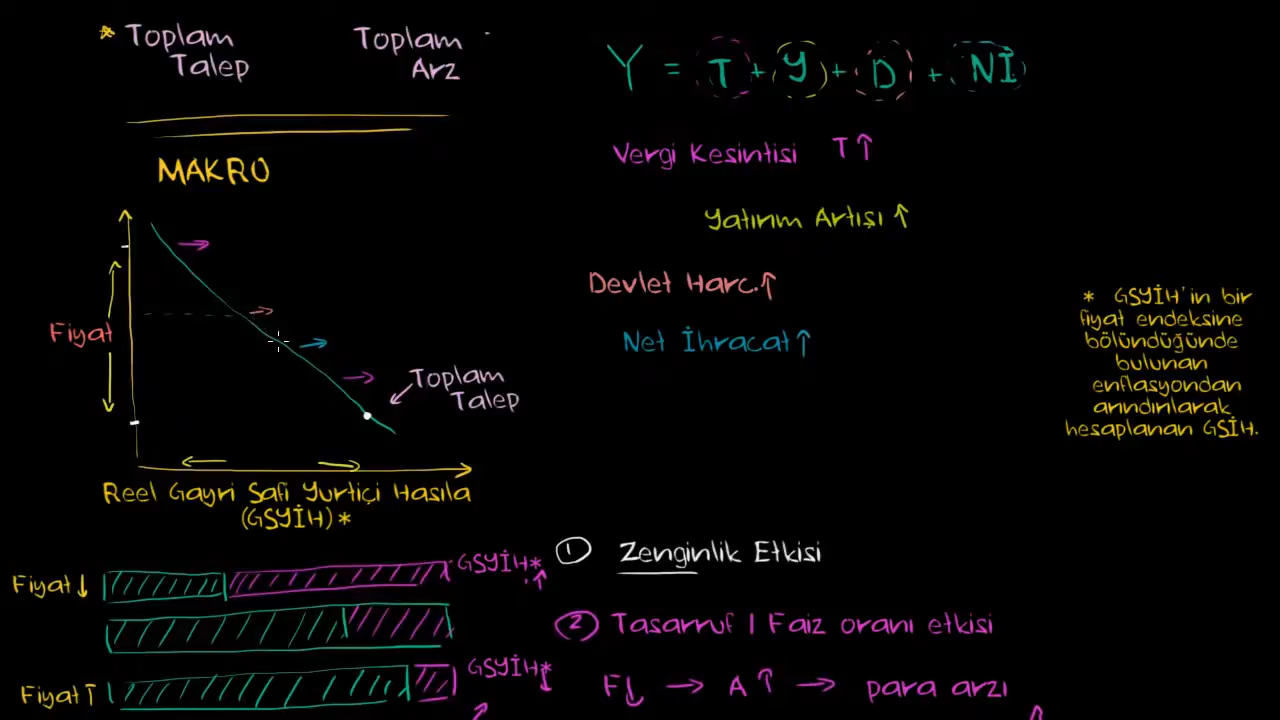 * Toplam
Talep
Toplam
Arz
Y = T + Y + D + Nİ
MAKRO
Vergi Kesintisi T↑
Yatırım Artışı ↑
Devlet Harc. ↑
Net İhracat ↑
Fiyat
Toplam
Talep
Reel Gayri Safi Yurtiçi Hasıla
(GSYİH) *
* GSYİH'in bir
fiyat endeksine
bölündüğünde
bulunan
enflasyondan
arındırılarak
hesaplanan GSİH.
Fiyat ↓
GSYİH* ↑
Fiyat ↑
GSYİH* ↓
1 Zenginlik Etkisi
2 Tasarruf / Faiz oranı etkisi
F↓ → A↑ → para arzı